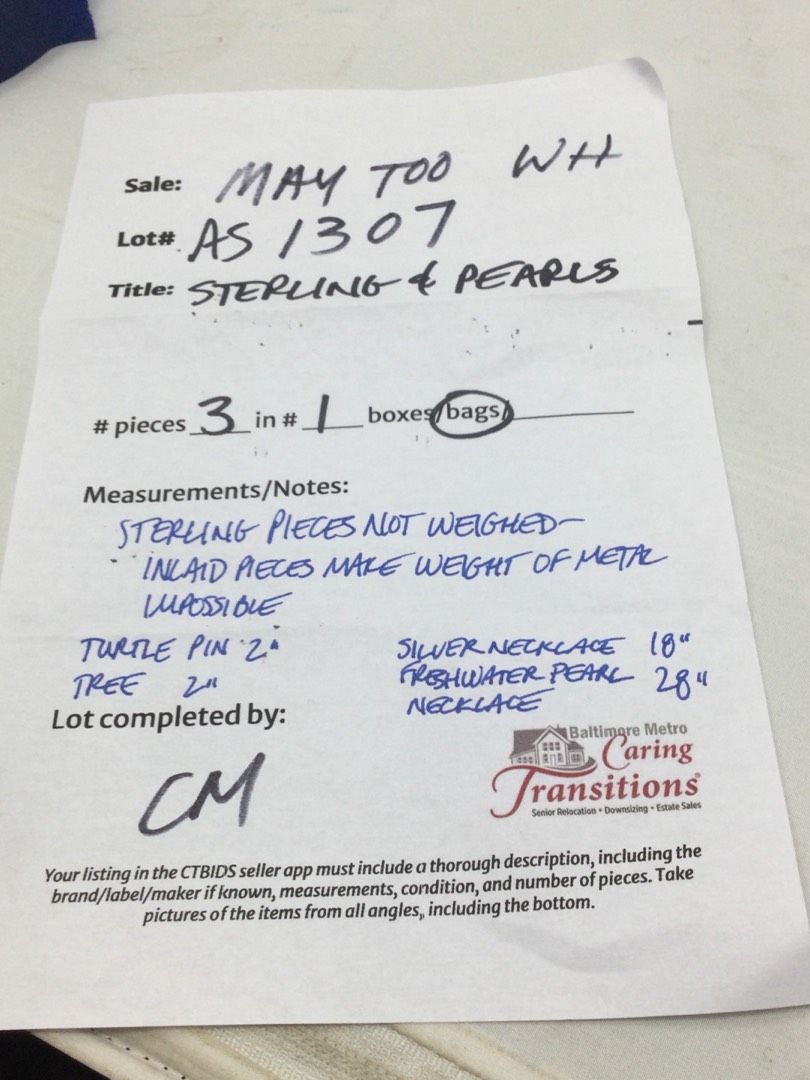 Sale: MAY TOO WH
Lot# AS 1307
Title: STERLING & PEARLS
# pieces 3 in # 1 boxes/bags/
Measurements/Notes:
STERLING PIECES NOT WEIGHED-
INLAID PIECES MAKE WEIGHT OF METAL
IMPOSSIBLE
TURTLE PIN 2" SILVER NECKLACE 18"
TREE 2" FRESHWATER PEARL 28"
NECKLACE
Lot completed by:
CM
Baltimore Metro
Caring
Transitions®
Senior Relocation • Downsizing • Estate Sales
Your listing in the CTBIDS seller app must include a thorough description, including the
brand/label/maker if known, measurements, condition, and number of pieces. Take
pictures of the items from all angles, including the bottom.